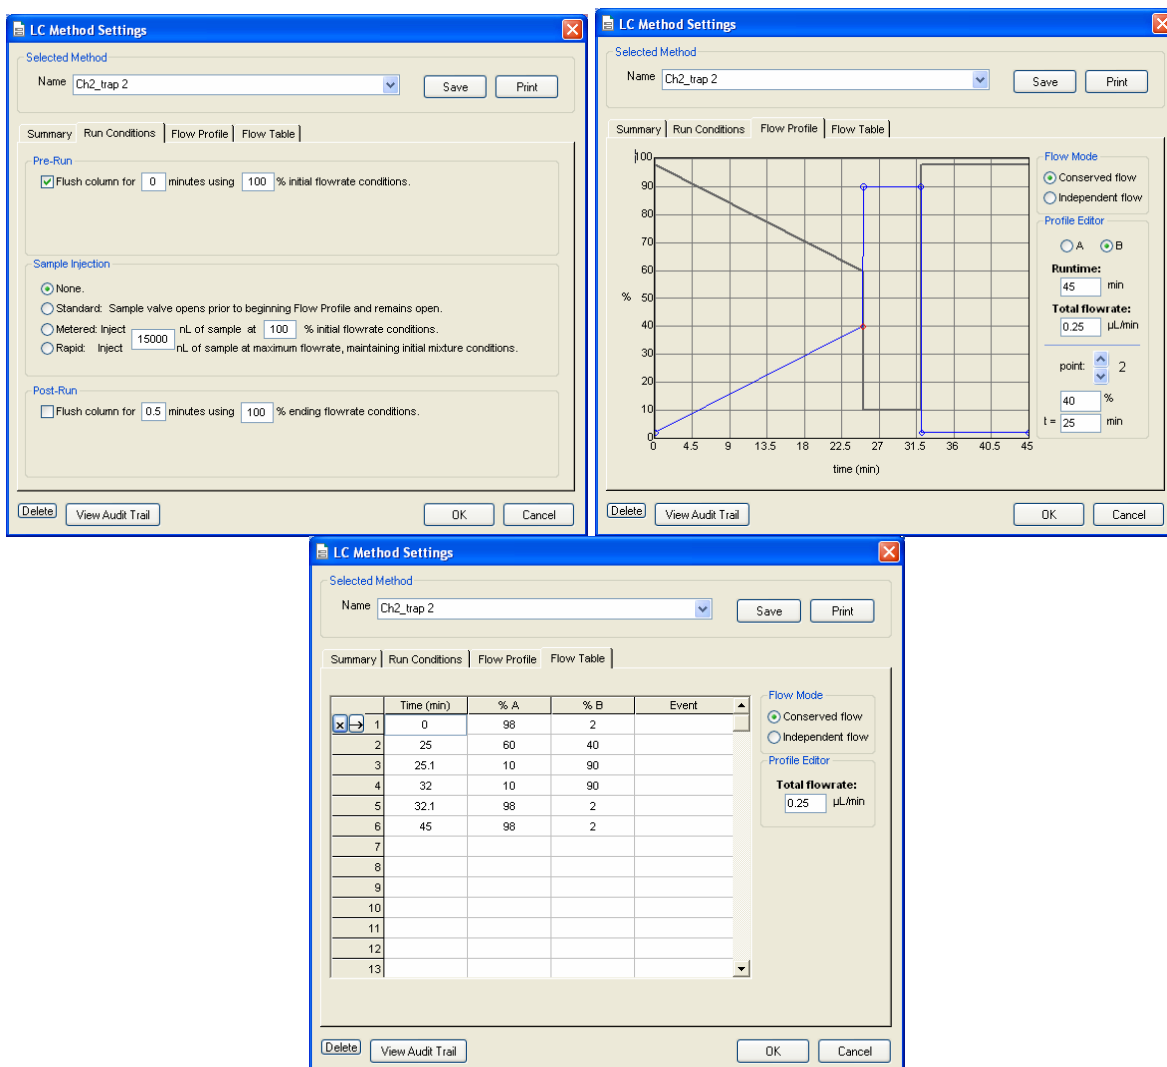 LC Method Settings
Selected Method
Name Ch2_trap 2 Save Print
Summary Run Conditions Flow Profile Flow Table
Pre-Run
Flush column for 0 minutes using 100 % initial flowrate conditions.
Sample Injection
None.
Standard: Sample valve opens prior to beginning Flow Profile and remains open.
Metered: Inject 15000 nL of sample at 100 % initial flowrate conditions.
Rapid: Inject nL of sample at maximum flowrate, maintaining initial mixture conditions.
Post-Run
Flush column for 0.5 minutes using 100 % ending flowrate conditions.
Delete View Audit Trail OK Cancel
LC Method Settings
Selected Method
Name Ch2_trap 2 Save Print
Summary Run Conditions Flow Profile Flow Table
100
90
80
70
60
% 50
40
30
20
10
0
0 4.5 9 13.5 18 22.5 27 31.5 36 40.5 45
time (min)
Flow Mode
Conserved flow
Independent flow
Profile Editor
A B
Runtime:
45 min
Total flowrate:
0.25 µL/min
point: 2
40 %
t = 25 min
Delete View Audit Trail OK Cancel
LC Method Settings
Selected Method
Name Ch2_trap 2 Save Print
Summary Run Conditions Flow Profile Flow Table
Time (min) % A % B Event
x → 1 0 98 2
2 25 60 40
3 25.1 10 90
4 32 10 90
5 32.1 98 2
6 45 98 2
7
8
9
10
11
12
13
Flow Mode
Conserved flow
Independent flow
Profile Editor
Total flowrate:
0.25 µL/min
Delete View Audit Trail OK Cancel